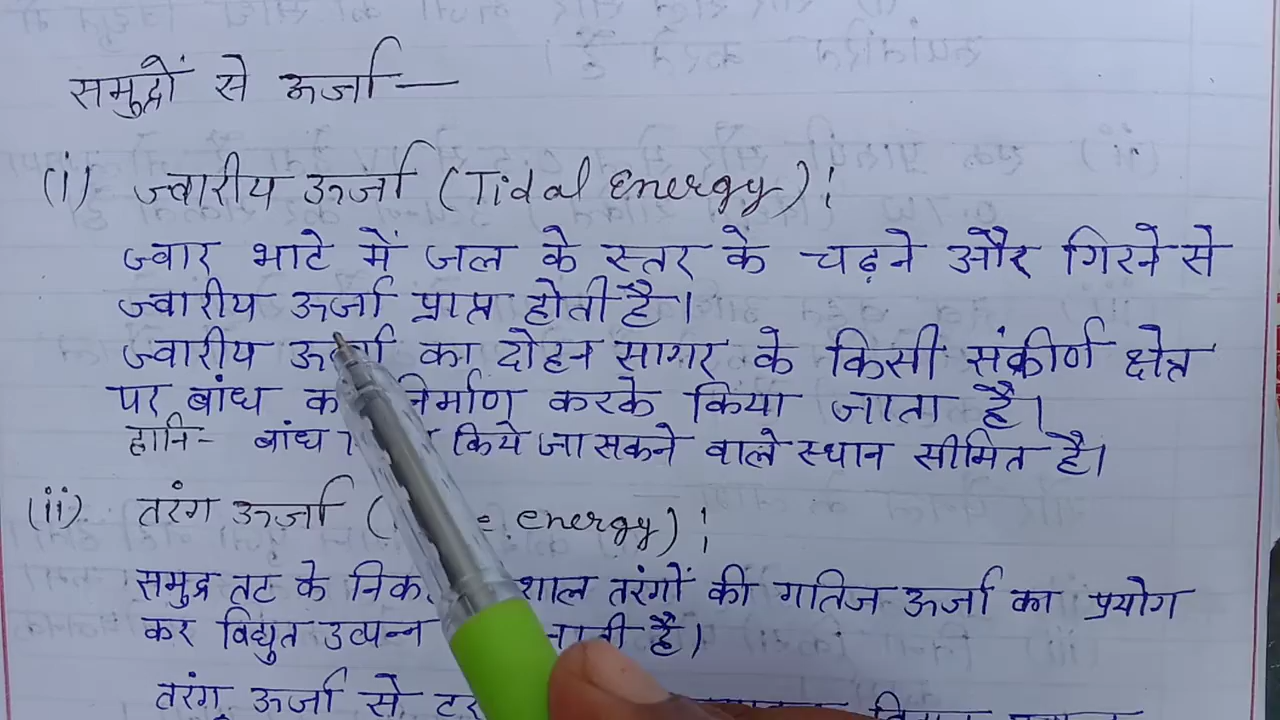 समुद्रों से ऊर्जा —
(i) ज्वारीय ऊर्जा (Tidal Energy) :
ज्वार भाटे में जल के स्तर के चढ़ने और गिरने से
ज्वारीय ऊर्जा प्राप्त होती है।
ज्वारीय ऊर्जा का दोहन सागर के किसी संकीर्ण क्षेत्र
पर बांध का निर्माण करके किया जाता है।
हानि- बांध किये जा सकने वाले स्थान सीमित है।
(ii) तरंग ऊर्जा ( energy) :
समुद्र तट के तरंगों की गतिज ऊर्जा का प्रयोग
कर विद्युत उत्पन्न है।
तरंग ऊर्जा से